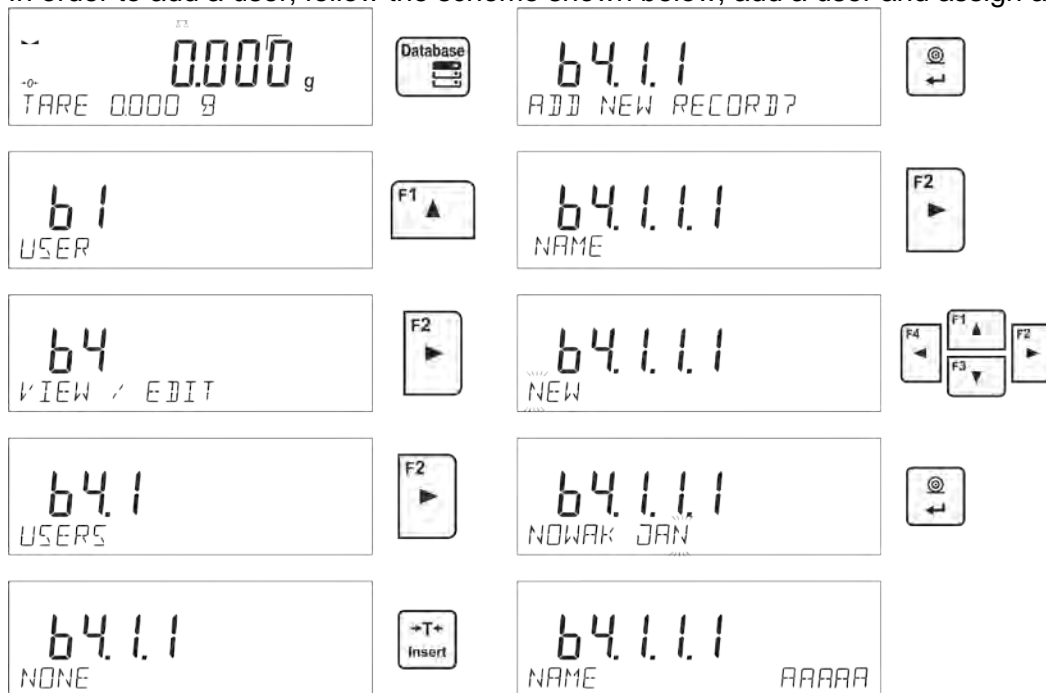 In order to add a user, follow the scheme shown below, add a user and assign
0.000 g
-0-
TARE 0.000 g
Database
b1
USER
F1
b4
VIEW / EDIT
F2
b4.1
USERS
F2
b4.1.1
NONE
→T←
Insert
b4.1.1
ADD NEW RECORD?
b4.1.1.1
NAME
F2
b4.1.1.1
NEW
F4 F1 F2
F3
b4.1.1.1
NOWAK JAN
b4.1.1.1
NAME AAAAA